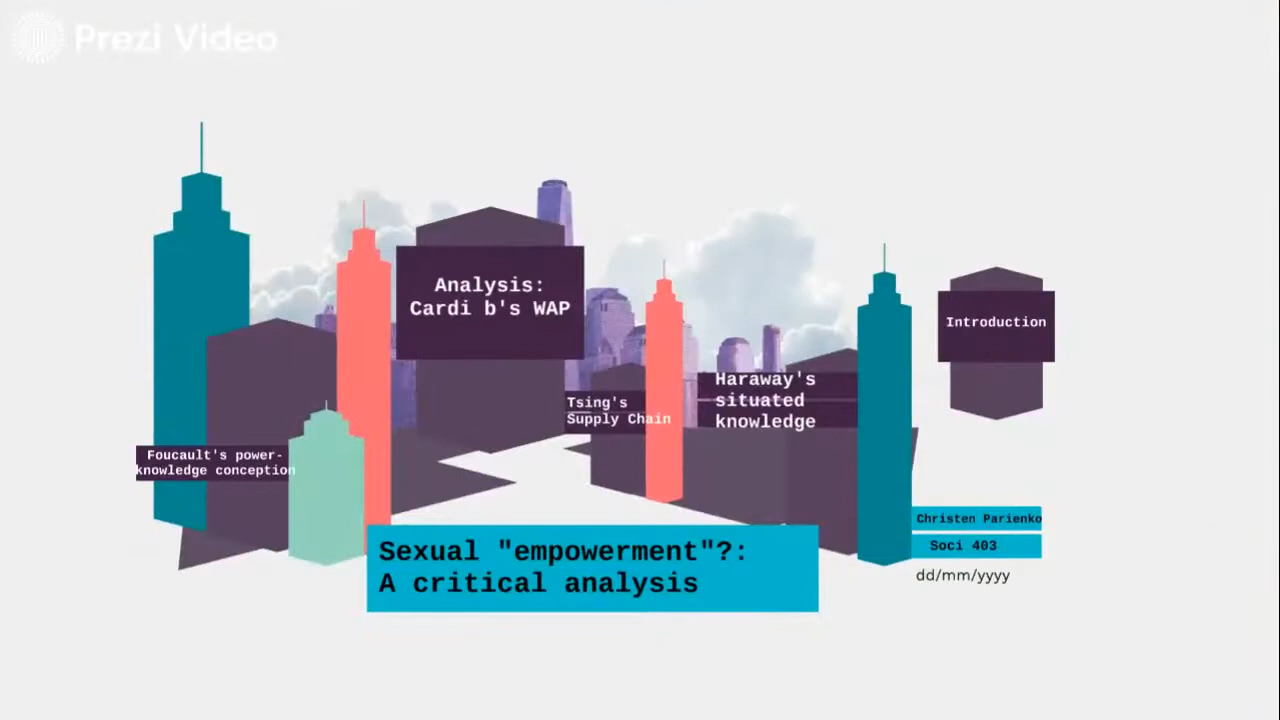 Prezi Video
Analysis:
Cardi b's WAP
Introduction
Haraway's
situated
knowledge
Tsing's
Supply Chain
Foucault's power-
knowledge conception
Christen Parienko
Soci 403
dd/mm/yyyy
Sexual "empowerment"?:
A critical analysis